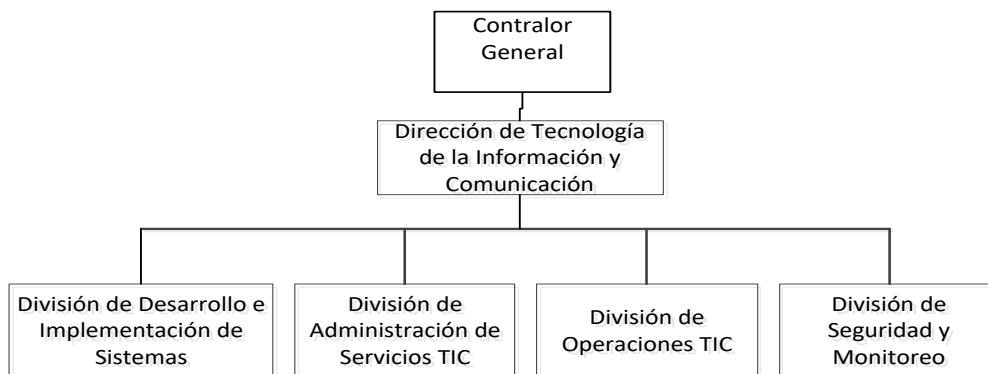 Contralor
General
Dirección de Tecnología
de la Información y
Comunicación
División de Desarrollo e
Implementación de
Sistemas
División de
Administración de
Servicios TIC
División de
Operaciones TIC
División de
Seguridad y
Monitoreo